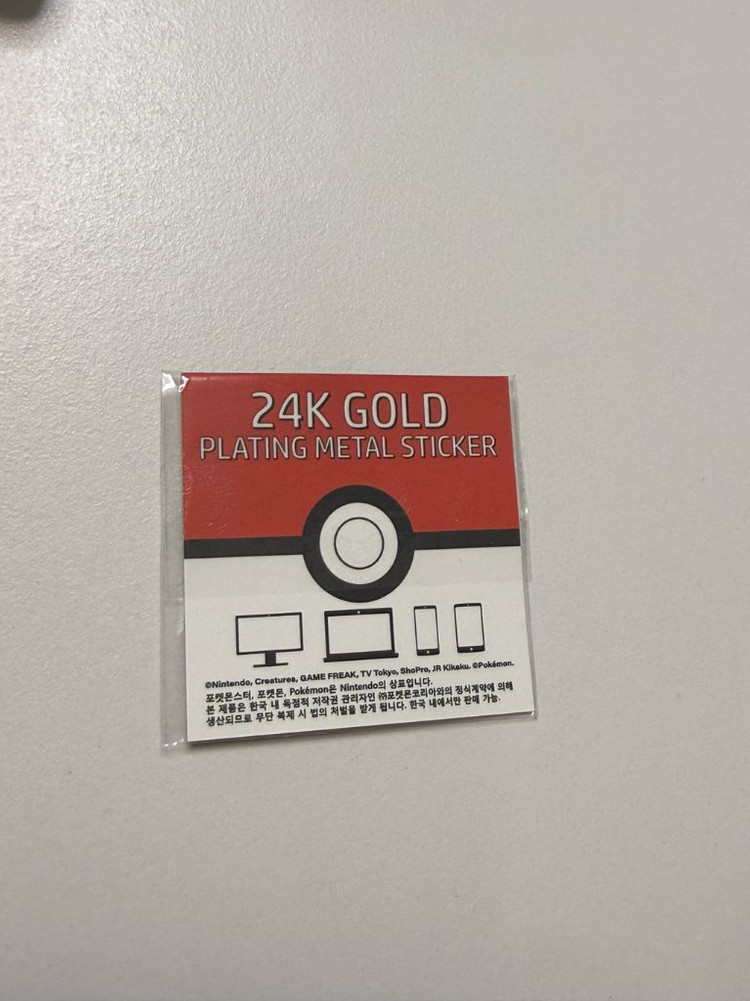 24K GOLD
PLATING METAL STICKER
©Nintendo, Creatures, GAME FREAK, TV Tokyo, ShoPro, JR Kikaku. ©Pokémon.
포켓몬스터, 포켓몬, Pokémon은 Nintendo의 상표입니다.
본 제품은 한국 내 독점적 저작권 관리자인 ㈜포켓몬코리아와의 정식계약에 의해
생산되므로 무단 복제 시 법의 처벌을 받게 됩니다. 한국 내에서만 판매 가능.